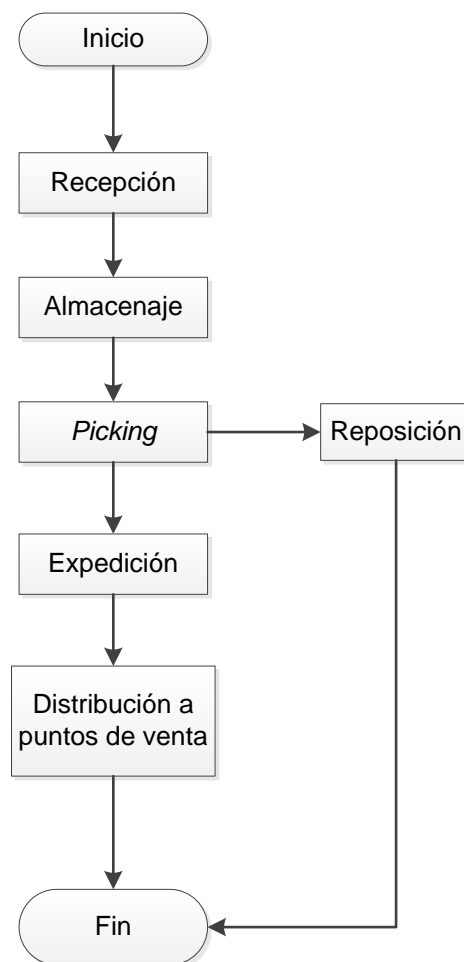 Inicio
Recepción
Almacenaje
Picking
Reposición
Expedición
Distribución a
puntos de venta
Fin